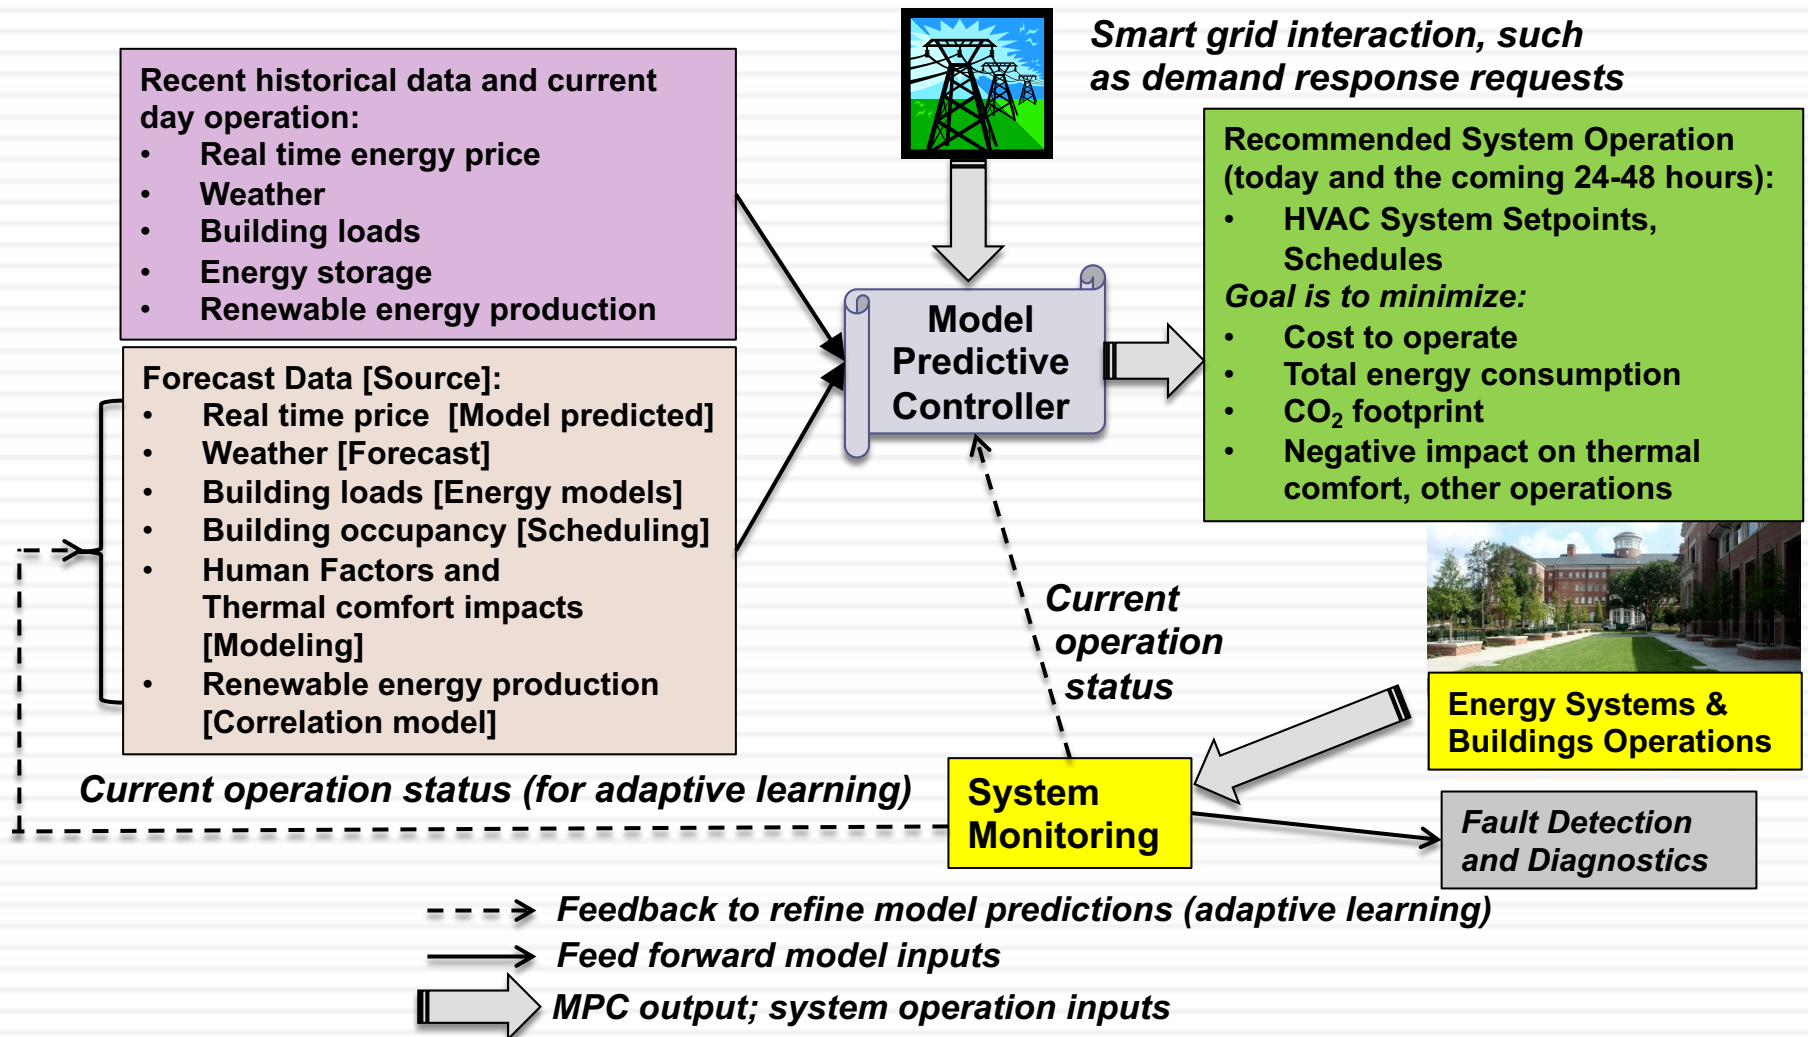 Smart grid interaction, such
as demand response requests
Recent historical data and current
day operation:
• Real time energy price
• Weather
• Building loads
• Energy storage
• Renewable energy production
Forecast Data [Source]:
• Real time price [Model predicted]
• Weather [Forecast]
• Building loads [Energy models]
• Building occupancy [Scheduling]
• Human Factors and
Thermal comfort impacts
[Modeling]
• Renewable energy production
[Correlation model]
Model
Predictive
Controller
Recommended System Operation
(today and the coming 24-48 hours):
• HVAC System Setpoints,
Schedules
Goal is to minimize:
• Cost to operate
• Total energy consumption
• CO₂ footprint
• Negative impact on thermal
comfort, other operations
Current
operation
status
Energy Systems &
Buildings Operations
Current operation status (for adaptive learning)
System
Monitoring
Fault Detection
and Diagnostics
Feedback to refine model predictions (adaptive learning)
Feed forward model inputs
MPC output; system operation inputs